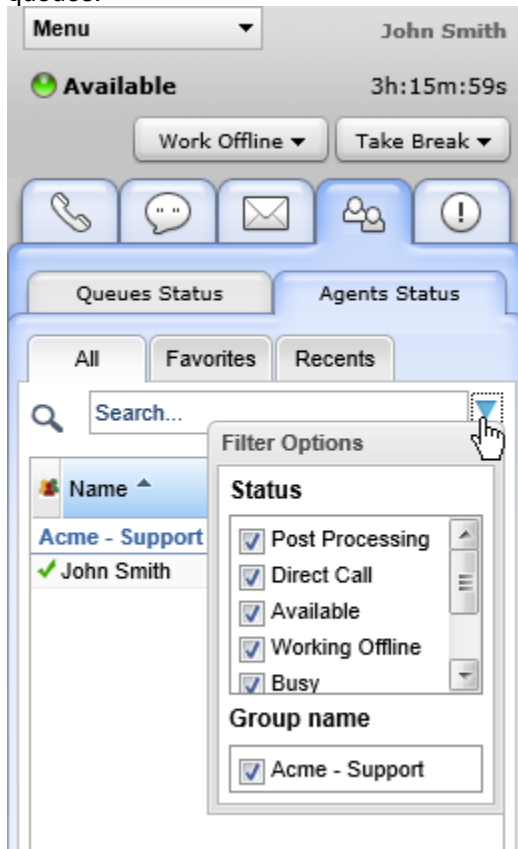 queues.
Menu John Smith
Available 3h:15m:59s
Work Offline Take Break
Queues Status Agents Status
All Favorites Recents
Search...
Filter Options
Name Status
Acme - Support Post Processing
John Smith Direct Call
Available
Working Offline
Busy
Group name
Acme - Support